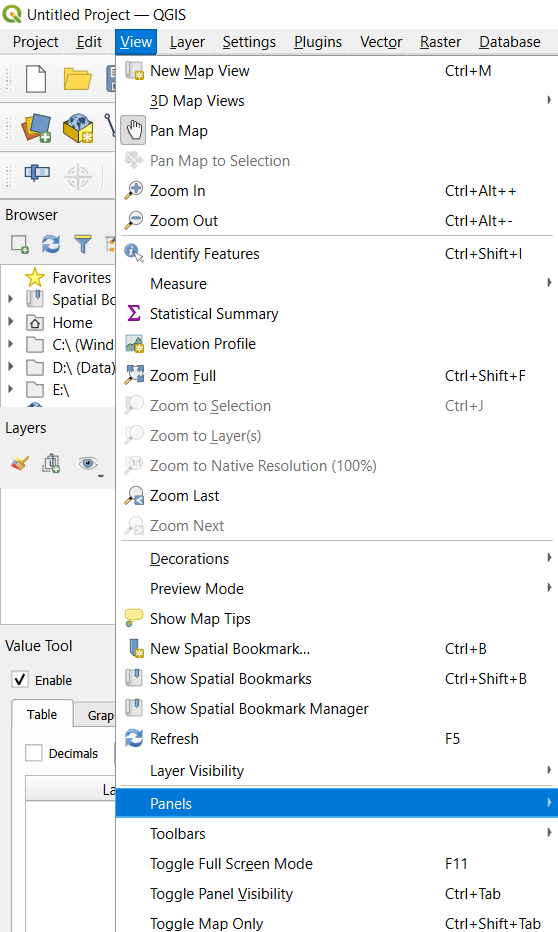 Untitled Project — QGIS
Project Edit View Layer Settings Plugins Vector Raster Database
New Map View Ctrl+M
3D Map Views
Pan Map
Pan Map to Selection
Zoom In Ctrl+Alt++
Zoom Out Ctrl+Alt+-
Identify Features Ctrl+Shift+I
Measure
Statistical Summary
Elevation Profile
Zoom Full Ctrl+Shift+F
Zoom to Selection Ctrl+J
Zoom to Layer(s)
Zoom to Native Resolution (100%)
Zoom Last
Zoom Next
Decorations
Preview Mode
Show Map Tips
New Spatial Bookmark... Ctrl+B
Show Spatial Bookmarks Ctrl+Shift+B
Show Spatial Bookmark Manager
Refresh F5
Layer Visibility
Panels
Toolbars
Toggle Full Screen Mode F11
Toggle Panel Visibility Ctrl+Tab
Toggle Map Only Ctrl+Shift+Tab
Browser
Favorites
Spatial Bo
Home
C:\ (Wind
D:\ (Data)
E:\
Layers
Value Tool
Enable
Table Grap
Decimals
La